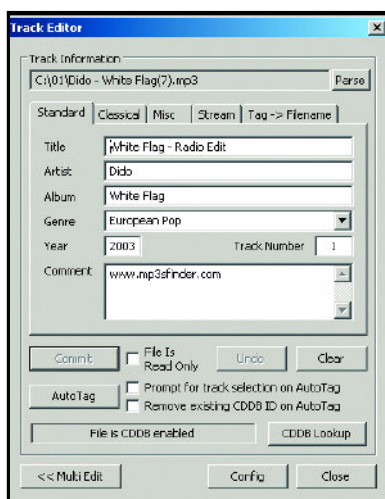 Track Editor
Track Information
C:\01\Dido - White Flag(7).mp3 Parse
Standard Classical Misc Stream Tag -> Filename
Title White Flag - Radio Edit
Artist Dido
Album White Flag
Genre European Pop
Year 2003 Track Number 1
Comment www.mp3sfinder.com
Commit File Is Read Only Undo Clear
AutoTag Prompt for track selection on AutoTag
Remove existing CDDB ID on AutoTag
File is CDDB enabled CDDB Lookup
<< Multi Edit Config Close